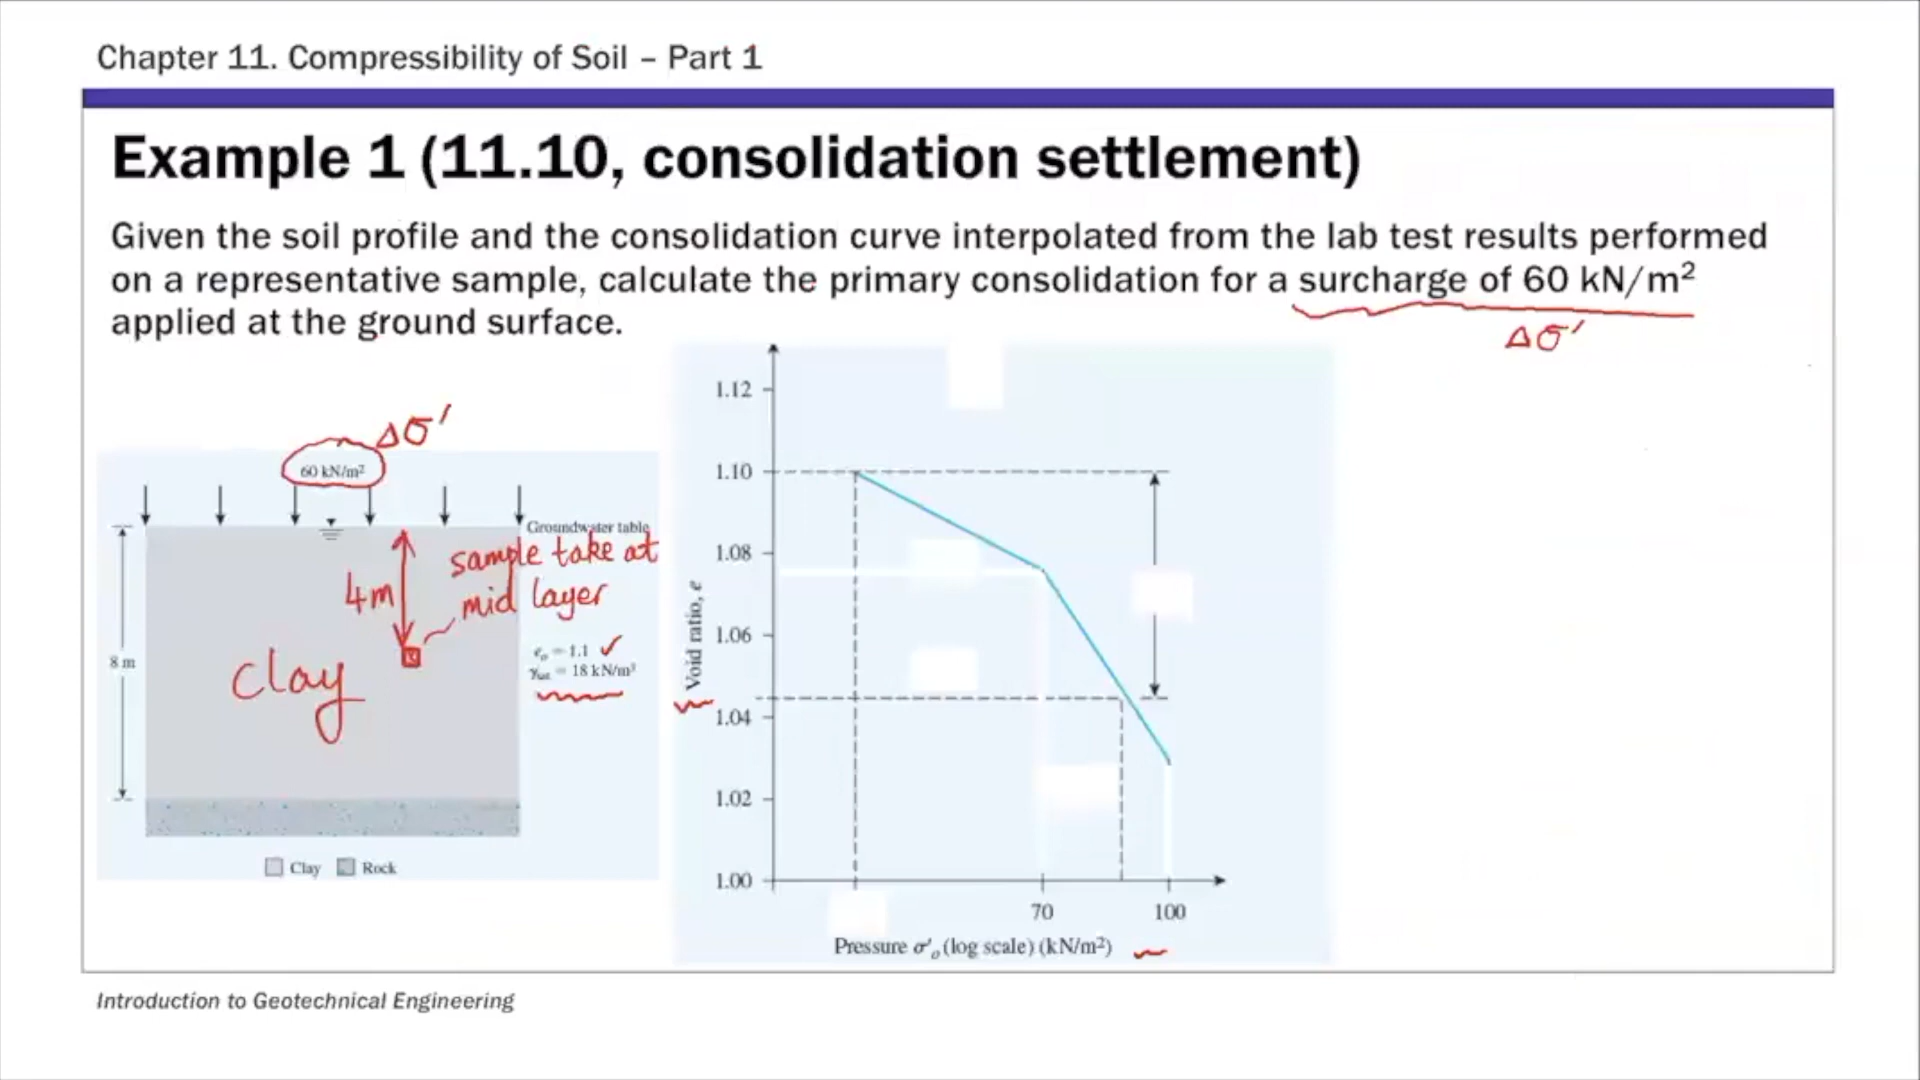 Chapter 11. Compressibility of Soil – Part 1
Example 1 (11.10, consolidation settlement)
Given the soil profile and the consolidation curve interpolated from the lab test results performed
on a representative sample, calculate the primary consolidation for a surcharge of 60 kN/m²
applied at the ground surface.
Δσ'
Δσ'
60 kN/m²
Groundwater table
sample take at
mid layer
4m
8 m
clay
eₒ = 1.1 ✓
γsat = 18 kN/m³
Clay
Rock
Void ratio, e
1.12
1.10
1.08
1.06
1.04
1.02
1.00
70
100
Pressure σ'ₒ (log scale) (kN/m²)
Introduction to Geotechnical Engineering